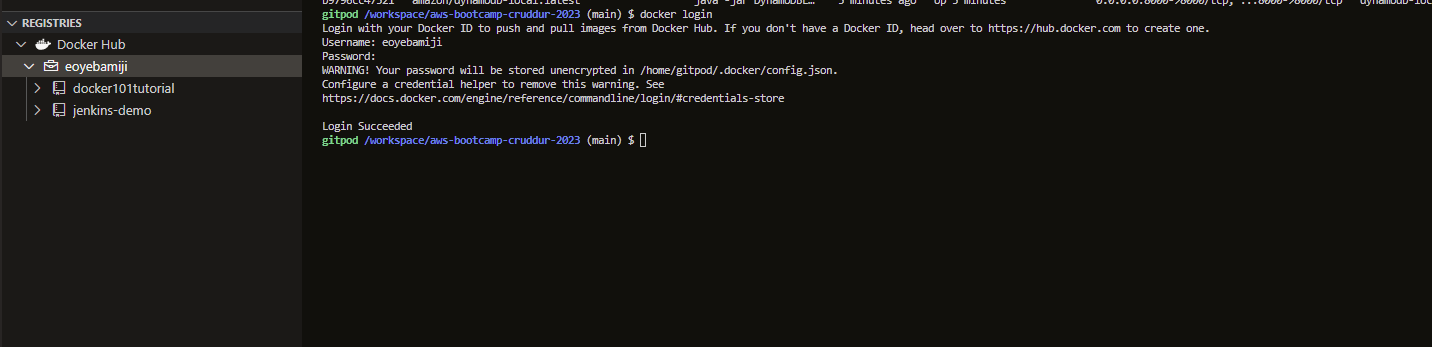 REGISTRIES
Docker Hub
eoyebamiji
docker101tutorial
jenkins-demo
gitpod /workspace/aws-bootcamp-cruddur-2023 (main) $ docker login
Login with your Docker ID to push and pull images from Docker Hub. If you don't have a Docker ID, head over to https://hub.docker.com to create one.
Username: eoyebamiji
Password:
WARNING! Your password will be stored unencrypted in /home/gitpod/.docker/config.json.
Configure a credential helper to remove this warning. See
https://docs.docker.com/engine/reference/commandline/login/#credentials-store
Login Succeeded
gitpod /workspace/aws-bootcamp-cruddur-2023 (main) $